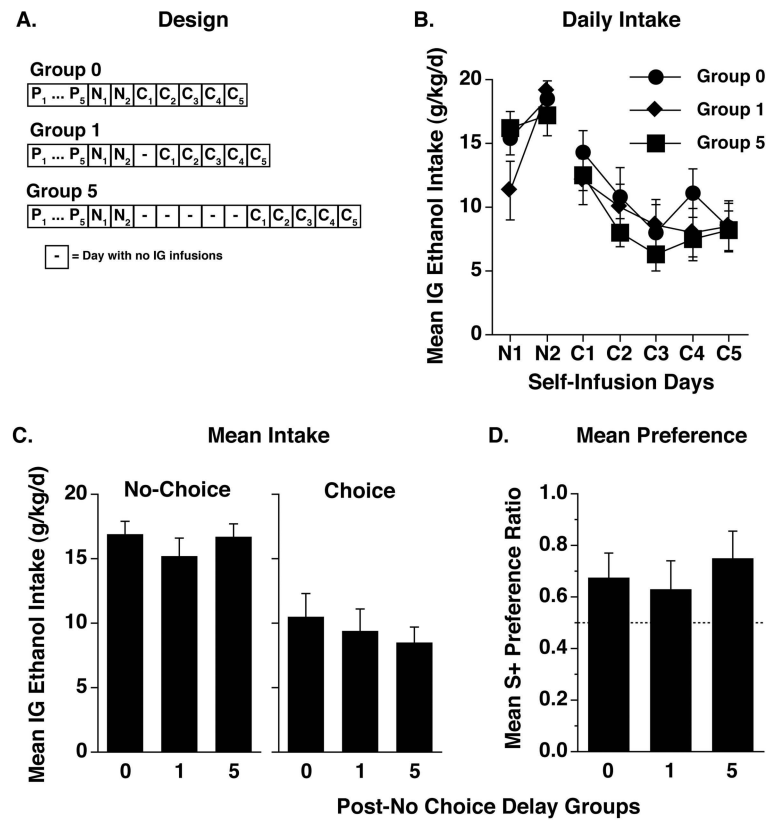 A. Design
Group 0
P1 ... P5 N1 N2 C1 C2 C3 C4 C5
Group 1
P1 ... P5 N1 N2 - C1 C2 C3 C4 C5
Group 5
P1 ... P5 N1 N2 - - - - - C1 C2 C3 C4 C5
- = Day with no IG infusions
B. Daily Intake
Mean IG Ethanol Intake (g/kg/d)
20
15
10
5
0
Group 0
Group 1
Group 5
N1 N2 C1 C2 C3 C4 C5
Self-Infusion Days
C. Mean Intake
Mean IG Ethanol Intake (g/kg/d)
No-Choice Choice
20
15
10
5
0
0 1 5 0 1 5
D. Mean Preference
Mean S+ Preference Ratio
1.0
0.8
0.6
0.4
0.2
0.0
0 1 5
Post-No Choice Delay Groups